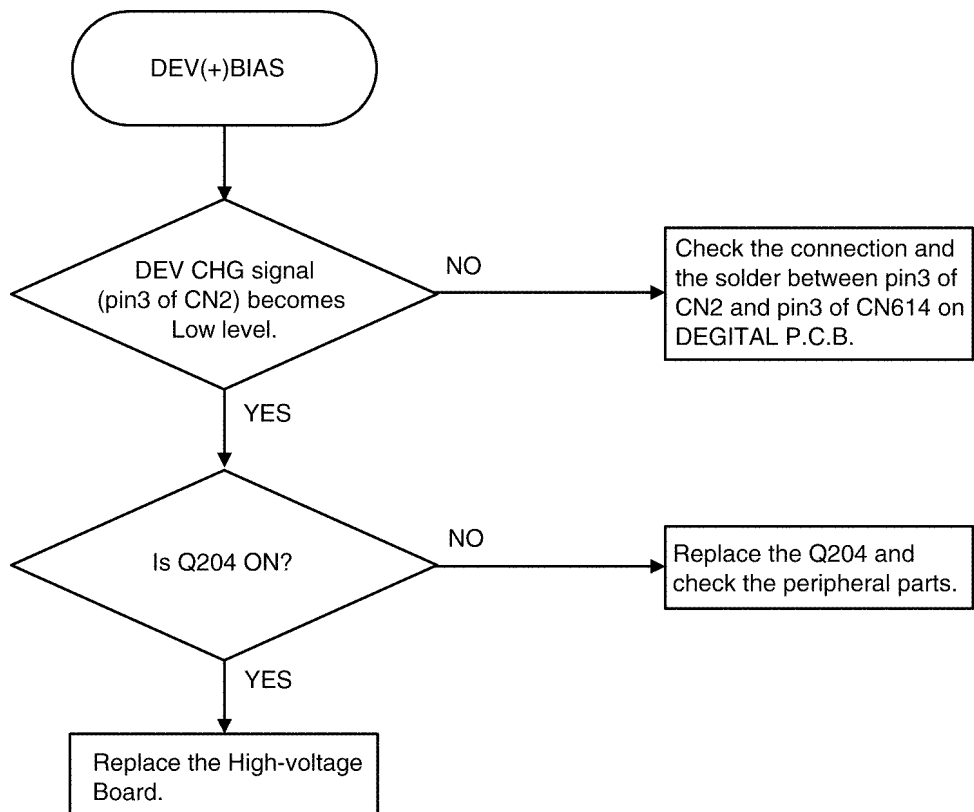 DEV(+)BIAS
DEV CHG signal
(pin3 of CN2) becomes
Low level.
NO
Check the connection and
the solder between pin3 of
CN2 and pin3 of CN614 on
DEGITAL P.C.B.
YES
Is Q204 ON?
NO
Replace the Q204 and
check the peripheral parts.
YES
Replace the High-voltage
Board.